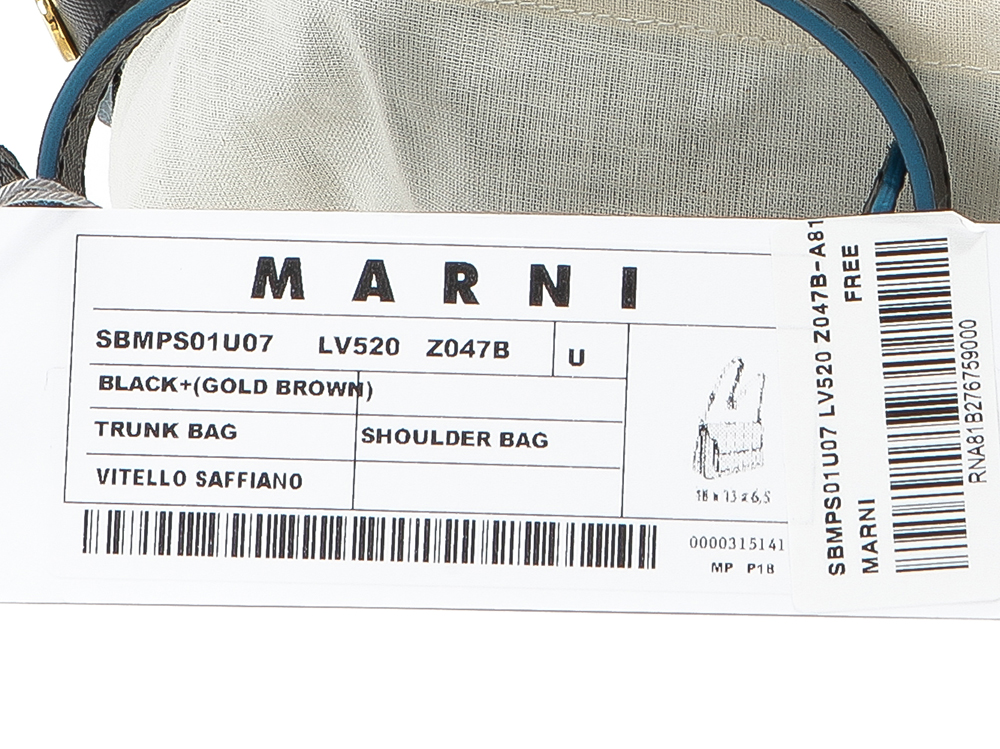 MARNI
SBMPS01U07 LV520 Z047B U
BLACK+(GOLD BROWN)
TRUNK BAG SHOULDER BAG
VITELLO SAFFIANO
18 x 13 x 6,5
0000315141
MP P18
SBMPS01U07 LV520 Z047B-A81
FREE
MARNI
RNA81B276759000